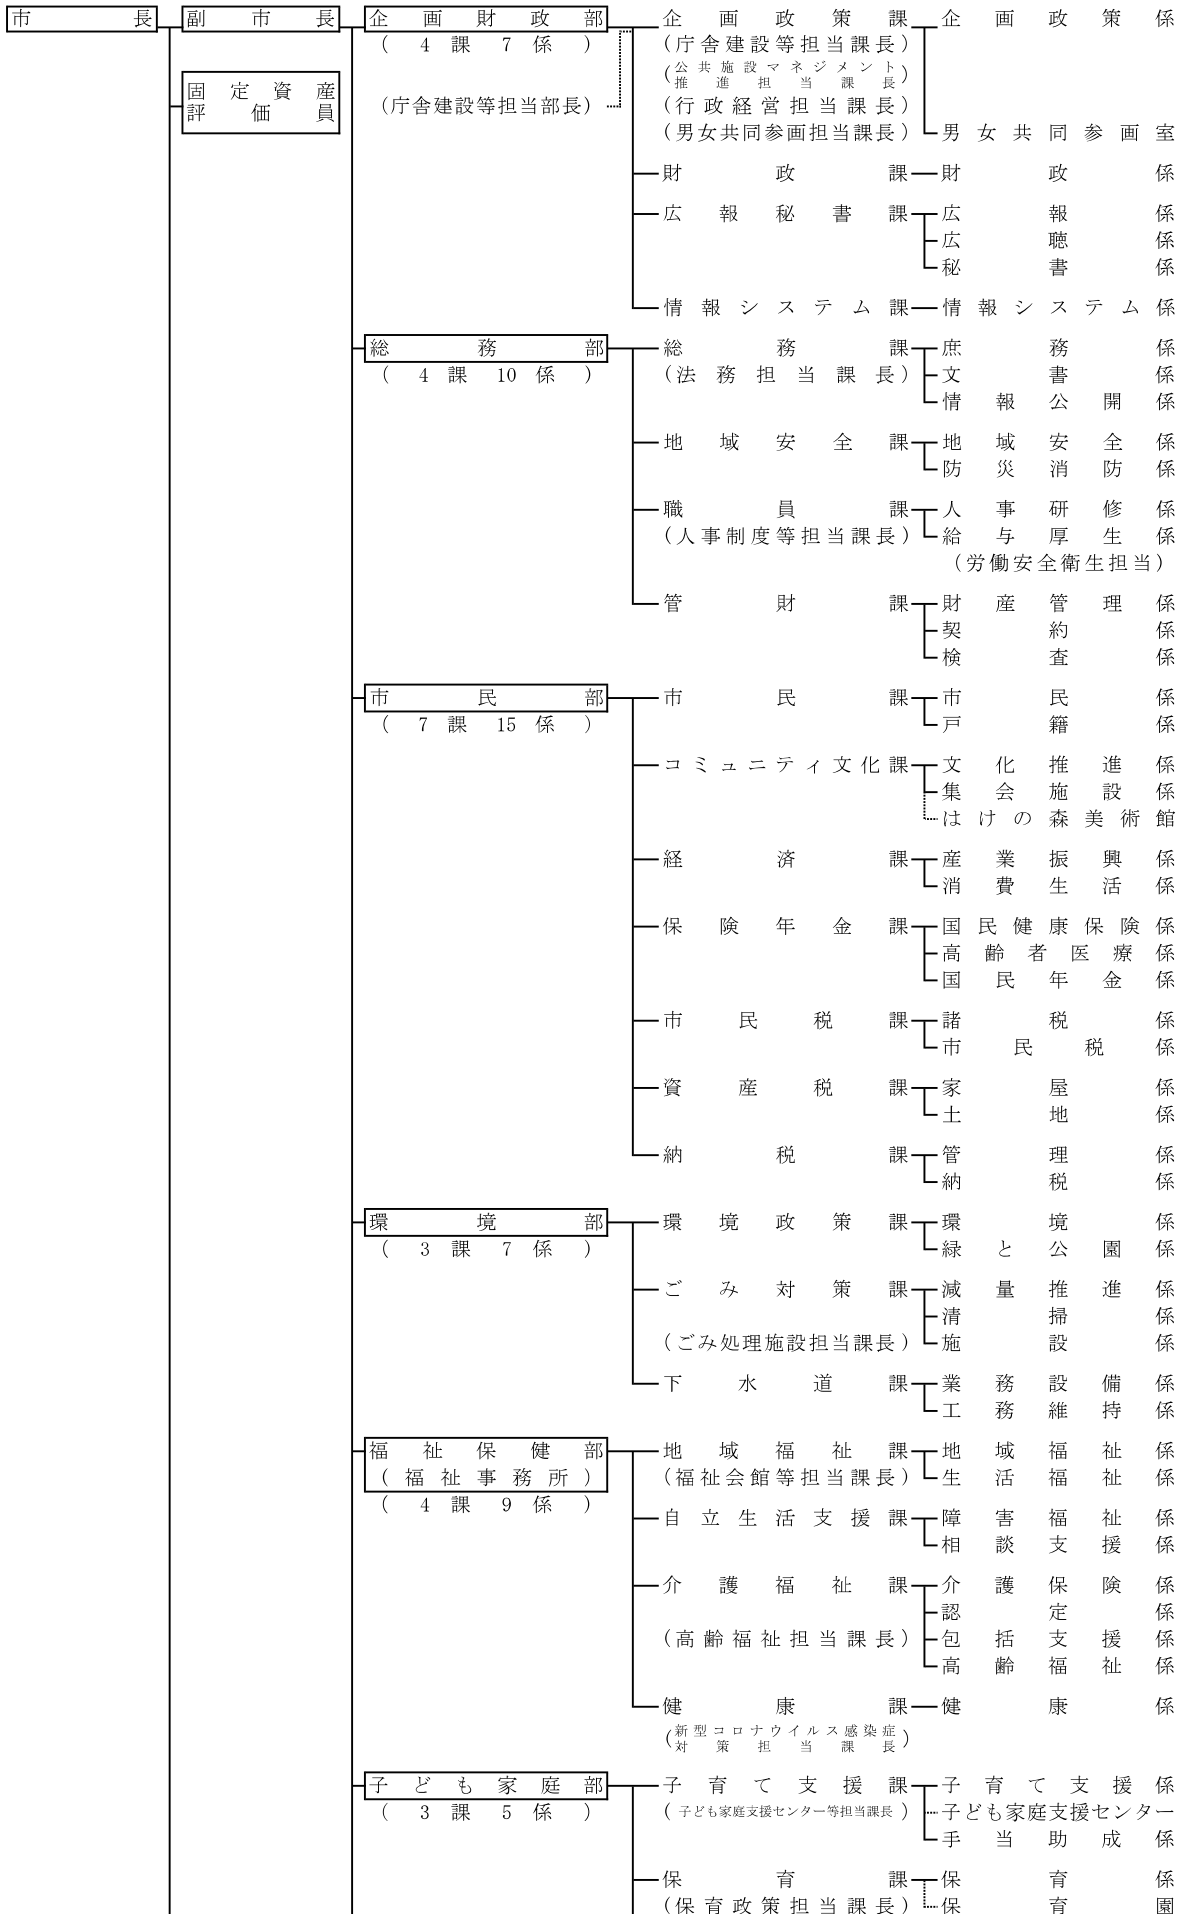 市長 副市長 企画財政部 企画政策課 企画政策係
(4課7係) (庁舎建設等担当課長)
(公共施設マネジメント推進担当課長)
固定資産評価員 (庁舎建設等担当部長) (行政経営担当課長)
(男女共同参画担当課長) 男女共同参画室
財政課 財政係
広報秘書課 広報係
広聴係
秘書係
情報システム課 情報システム係
総務部 総務課 庶務係
(4課10係) (法務担当課長) 文書係
情報公開係
地域安全課 地域安全係
防災消防係
職員課 人事研修係
(人事制度等担当課長) 給与厚生係
(労働安全衛生担当)
管財課 財産管理係
契約係
検査係
市民部 市民課 市民係
(7課15係) 戸籍係
コミュニティ文化課 文化推進係
集会施設係
はけの森美術館
経済課 産業振興係
消費生活係
保険年金課 国民健康保険係
高齢者医療係
国民年金係
市民税課 諸税係
市民税係
資産税課 家屋係
土地係
納税課 管理係
納税係
環境部 環境政策課 環境係
(3課7係) 緑と公園係
ごみ対策課 減量推進係
清掃係
(ごみ処理施設担当課長) 施設係
下水道課 業務設備係
工務維持係
福祉保健部 地域福祉課 地域福祉係
(福祉事務所) (福祉会館等担当課長) 生活福祉係
(4課9係)
自立生活支援課 障害福祉係
相談支援係
介護福祉課 介護保険係
認定係
(高齢福祉担当課長) 包括支援係
高齢福祉係
健康課 健康係
(新型コロナウイルス感染症対策担当課長)
子ども家庭部 子育て支援課 子育て支援係
(3課5係) (子ども家庭支援センター等担当課長) 子ども家庭支援センター
手当助成係
保育課 保育係
(保育政策担当課長) 保育園